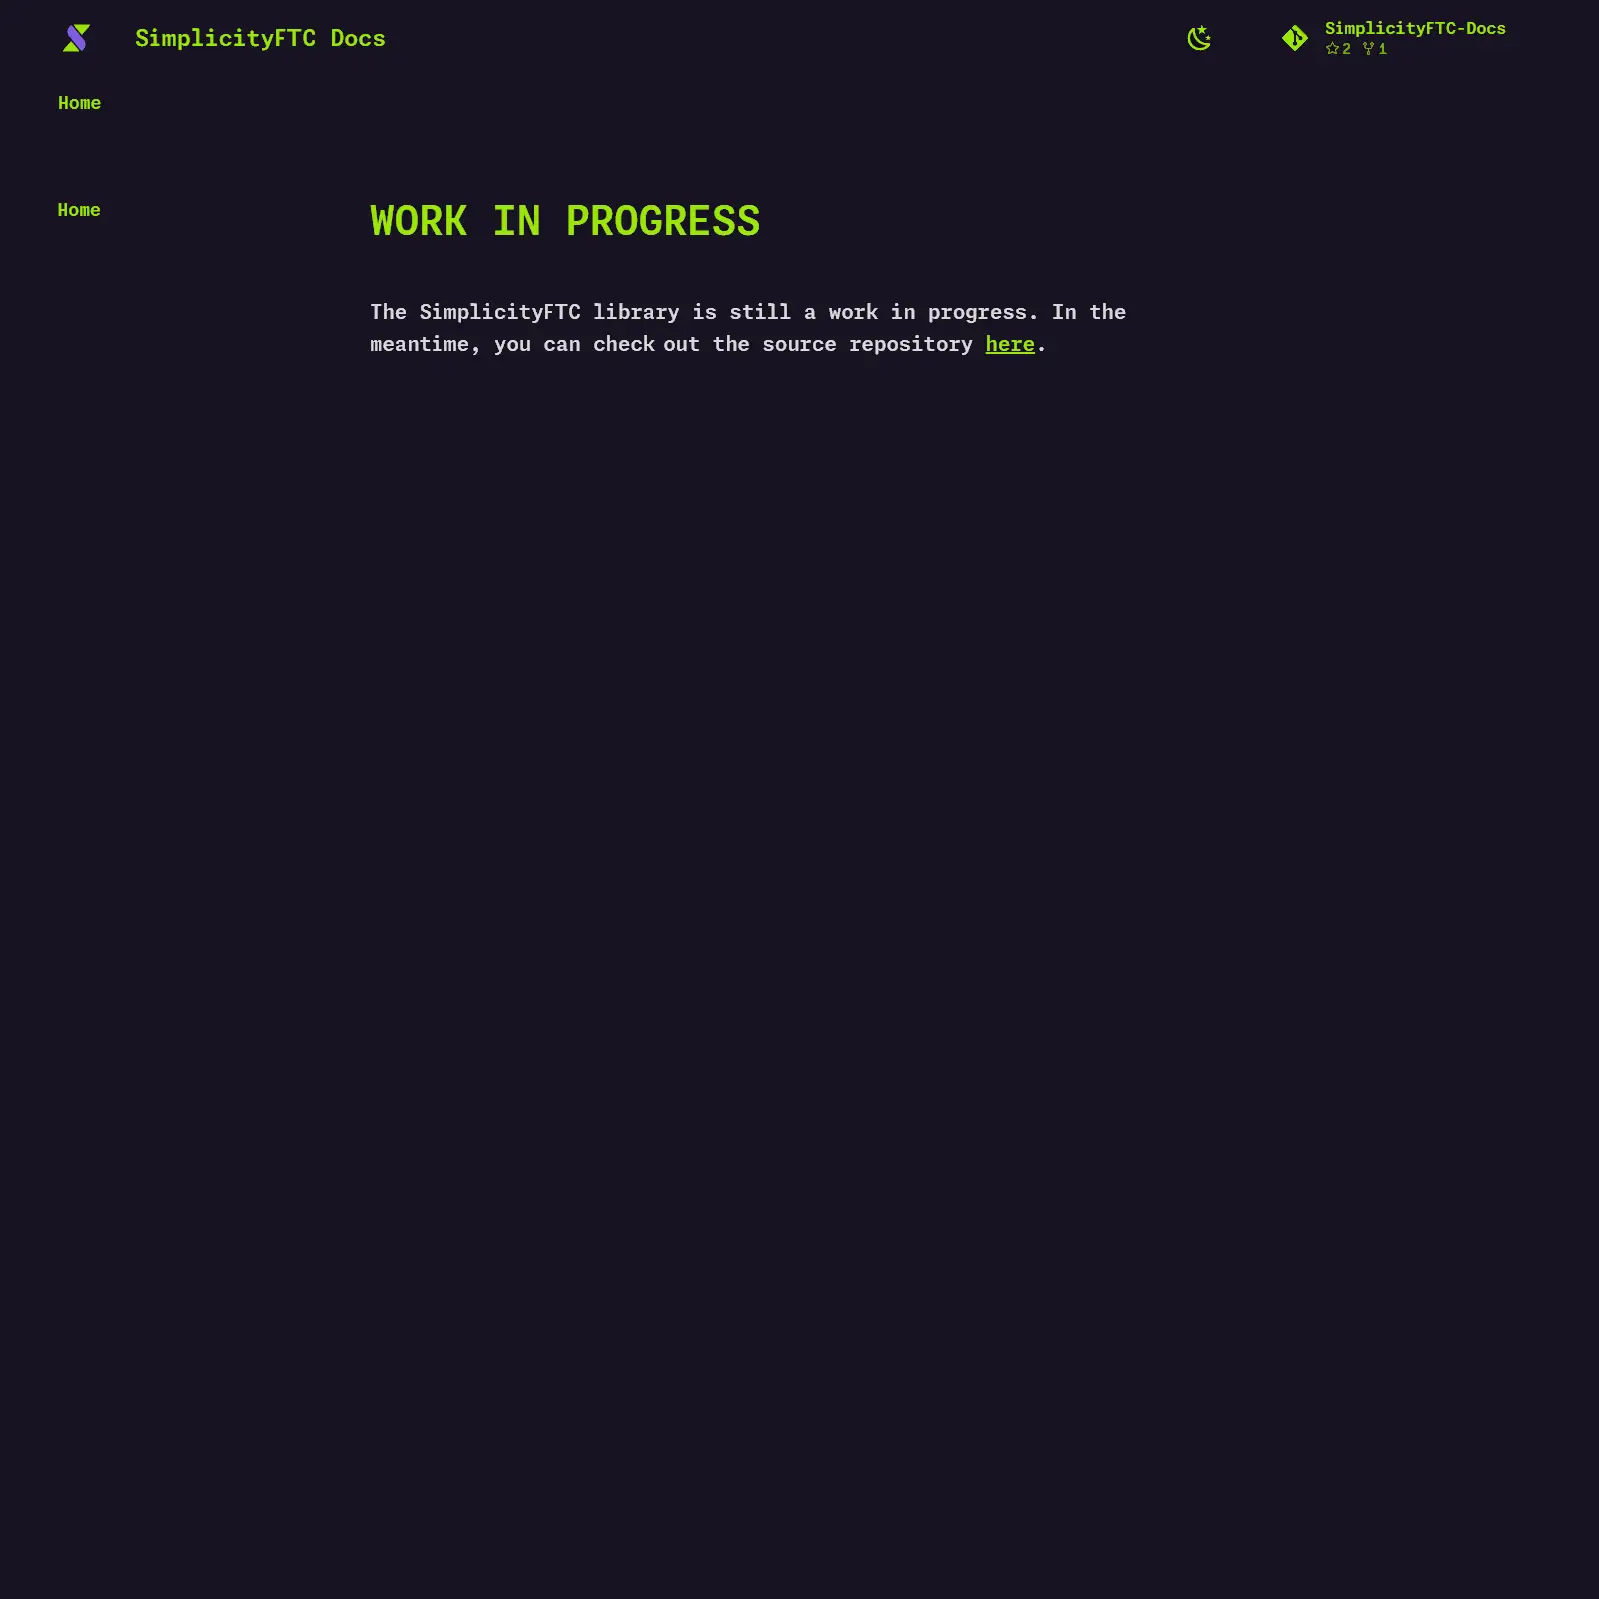 SimplicityFTC Docs
SimplicityFTC-Docs
2 1
Home
Home
WORK IN PROGRESS
The SimplicityFTC library is still a work in progress. In the
meantime, you can check out the source repository here.